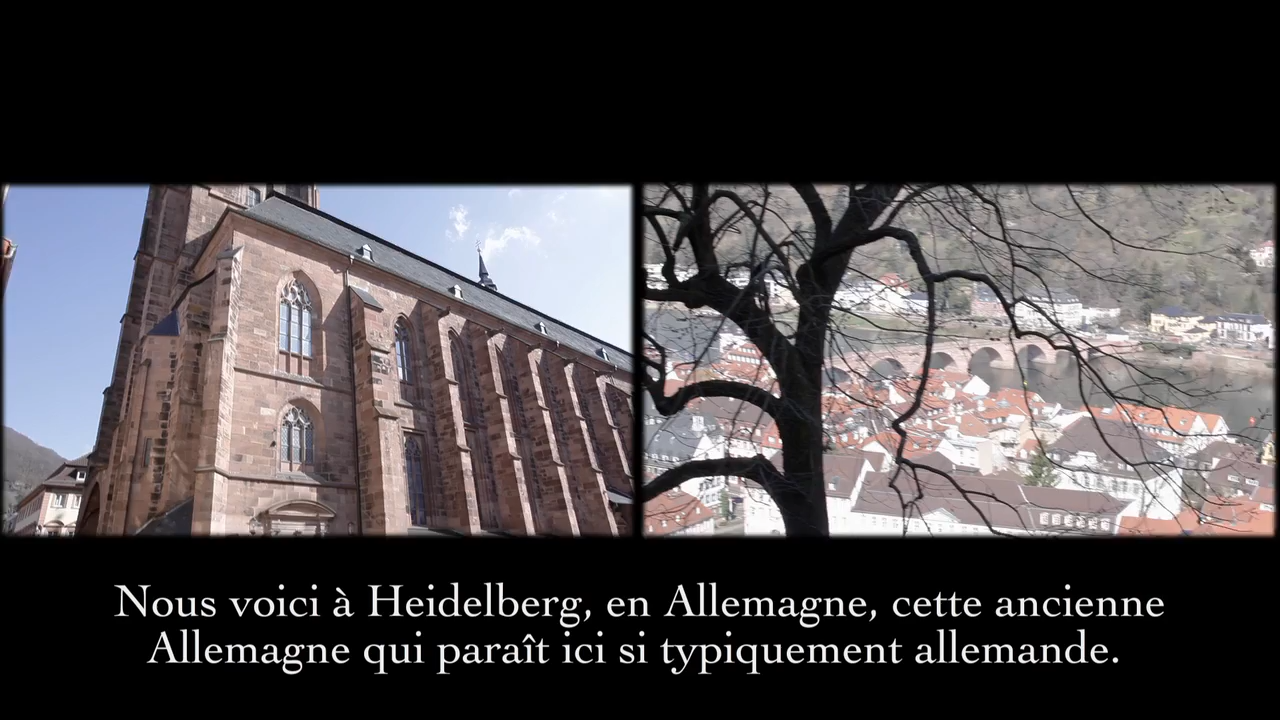 Nous voici à Heidelberg, en Allemagne, cette ancienne
Allemagne qui paraît ici si typiquement allemande.